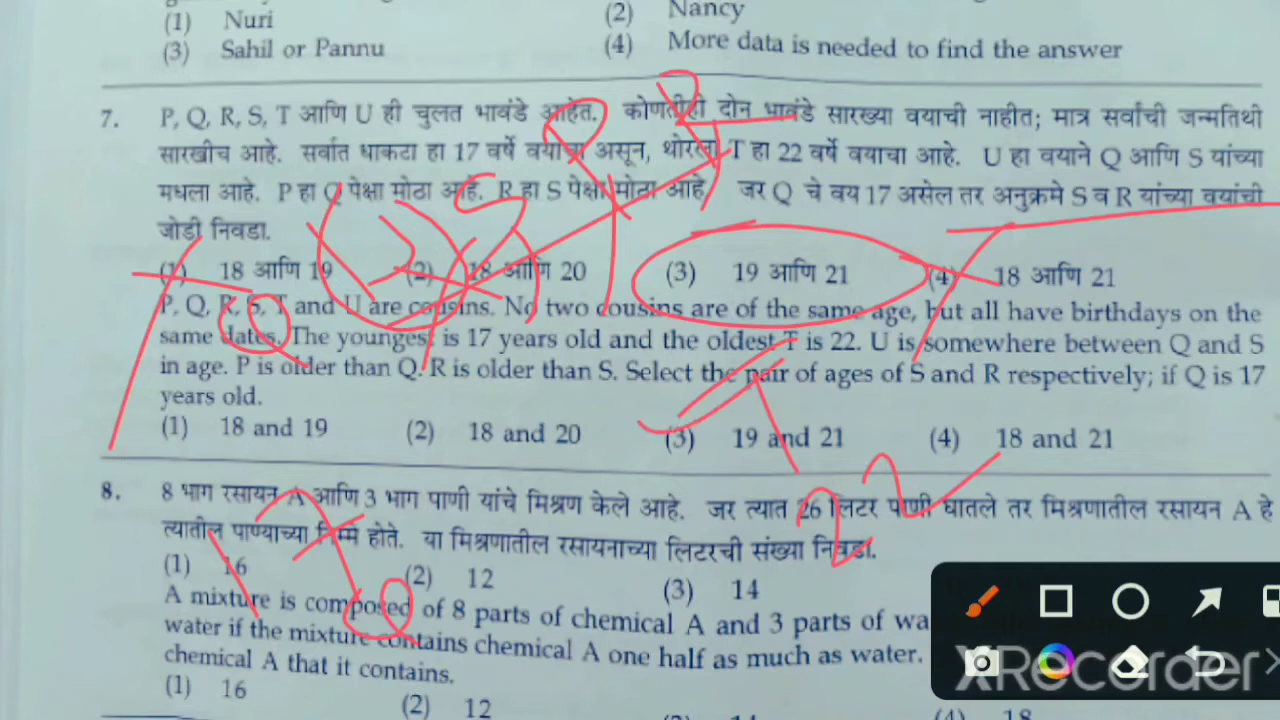 (1) Nuri (2) Nancy
(3) Sahil or Pannu (4) More data is needed to find the answer
7. P, Q, R, S, T आणि U ही चुलत भावंडे आहेत. कोणतीही दोन भावंडे सारख्या वयाची नाहीत; मात्र सर्वांची जन्मतिथी
सारखीच आहे. सर्वात धाकटा हा 17 वर्षे वयाचा असून, थोरला T हा 22 वर्षे वयाचा आहे. U हा वयाने Q आणि S यांच्या
मधला आहे. P हा Q पेक्षा मोठा आहे. R हा S पेक्षा मोठा आहे, जर Q चे वय 17 असेल तर अनुक्रमे S व R यांच्या वयांची
जोडी निवडा.
(1) 18 आणि 19 (2) 18 आणि 20 (3) 19 आणि 21 (4) 18 आणि 21
P, Q, R, S, T and U are cousins. No two cousins are of the same age, but all have birthdays on the
same dates. The youngest is 17 years old and the oldest T is 22. U is somewhere between Q and S
in age. P is older than Q. R is older than S. Select the pair of ages of S and R respectively; if Q is 17
years old.
(1) 18 and 19 (2) 18 and 20 (3) 19 and 21 (4) 18 and 21
8. 8 भाग रसायन A आणि 3 भाग पाणी यांचे मिश्रण केले आहे. जर त्यात 26 लिटर पाणी घातले तर मिश्रणातील रसायन A हे
त्यातील पाण्याच्या निम्मे होते. या मिश्रणातील रसायनाच्या लिटरची संख्या निवडा.
(1) 16 (2) 12 (3) 14
A mixture is composed of 8 parts of chemical A and 3 parts of
water if the mixture contains chemical A one half as much as water.
chemical A that it contains.
(1) 16 (2) 12
XRecorder